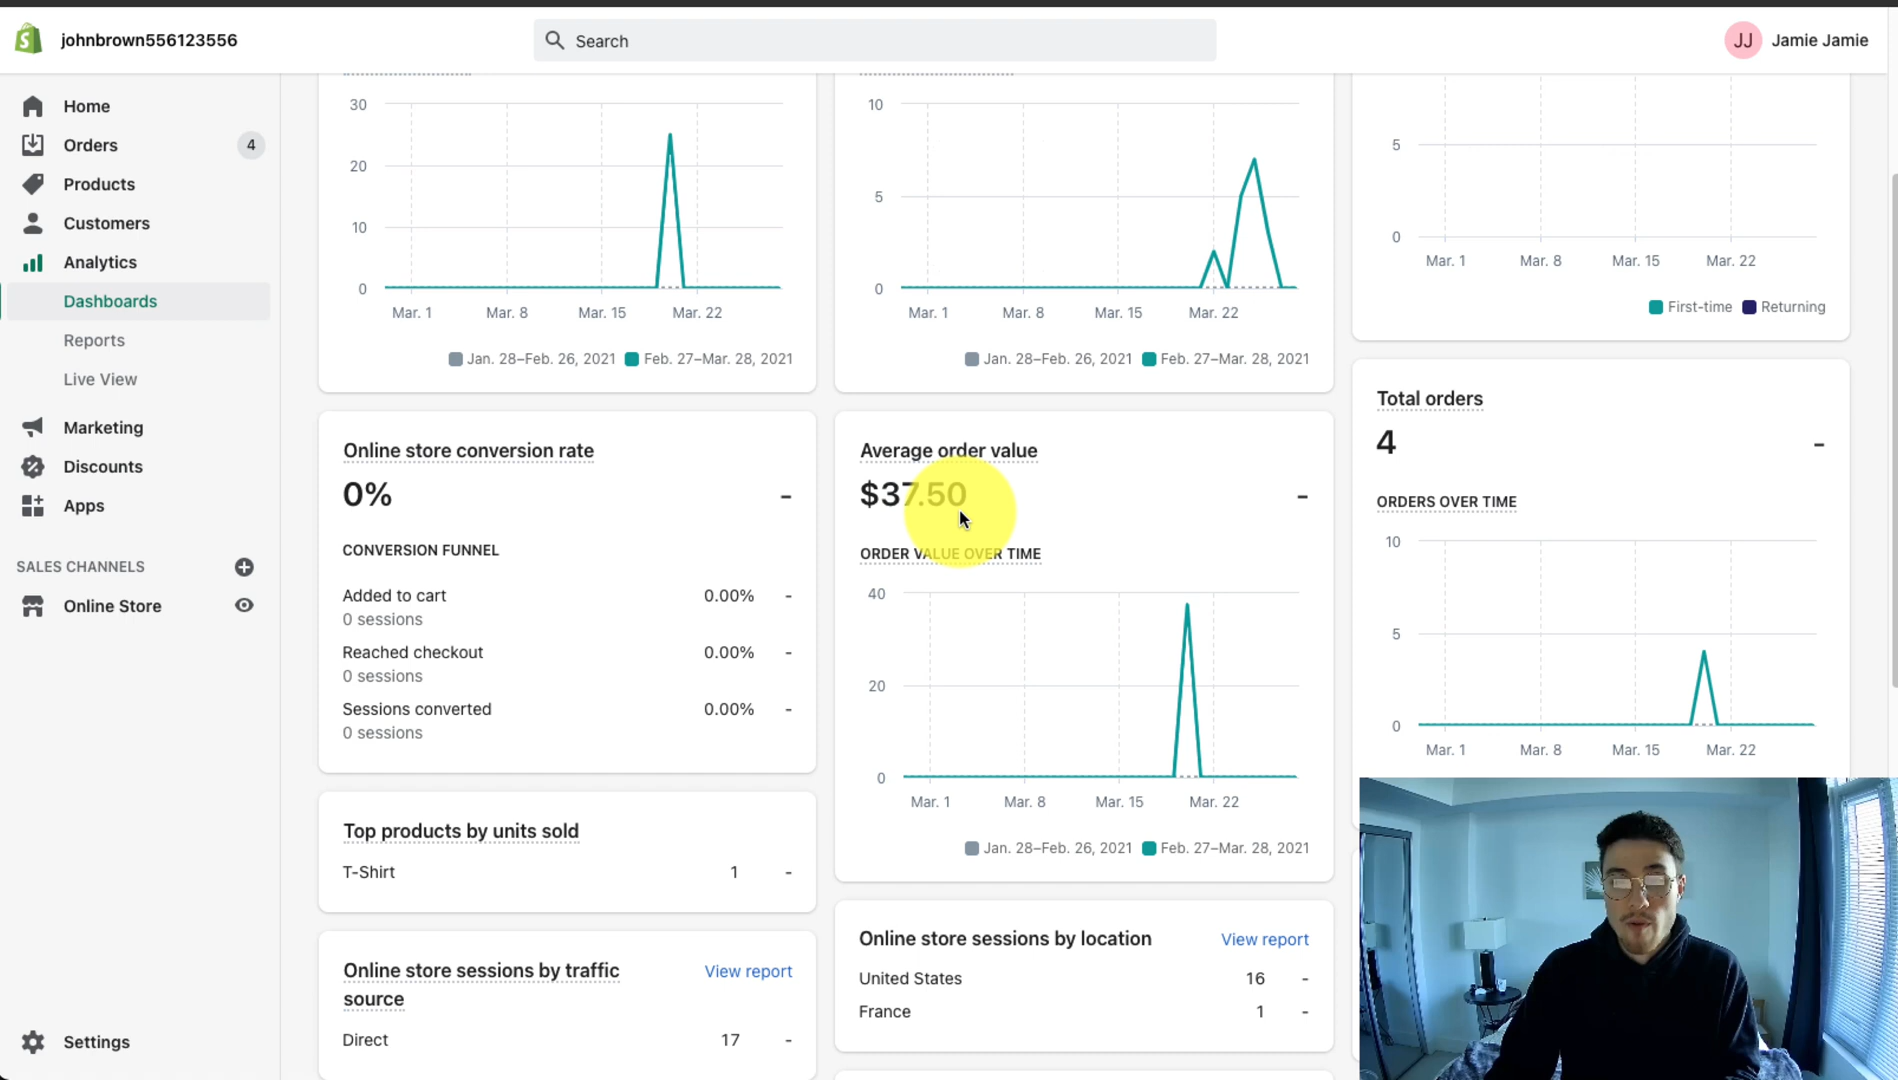 johnbrown556123556
Search
JJ
Jamie Jamie
Home
Orders
4
Products
Customers
Analytics
Dashboards
Reports
Live View
Marketing
Discounts
Apps
SALES CHANNELS
Online Store
Settings
30
20
10
0
Mar. 1
Mar. 8
Mar. 15
Mar. 22
Jan. 28–Feb. 26, 2021
Feb. 27–Mar. 28, 2021
10
5
0
Mar. 1
Mar. 8
Mar. 15
Mar. 22
Jan. 28–Feb. 26, 2021
Feb. 27–Mar. 28, 2021
5
0
Mar. 1
Mar. 8
Mar. 15
Mar. 22
First-time
Returning
Online store conversion rate
0% -
CONVERSION FUNNEL
Added to cart 0.00% -
0 sessions
Reached checkout 0.00% -
0 sessions
Sessions converted 0.00% -
0 sessions
Average order value
$37.50 -
ORDER VALUE OVER TIME
40
20
0
Mar. 1
Mar. 8
Mar. 15
Mar. 22
Jan. 28–Feb. 26, 2021
Feb. 27–Mar. 28, 2021
Total orders
4 -
ORDERS OVER TIME
10
5
0
Mar. 1
Mar. 8
Mar. 15
Mar. 22
Top products by units sold
T-Shirt 1 -
Online store sessions by traffic
source
View report
Direct 17 -
Online store sessions by location
View report
United States 16 -
France 1 -